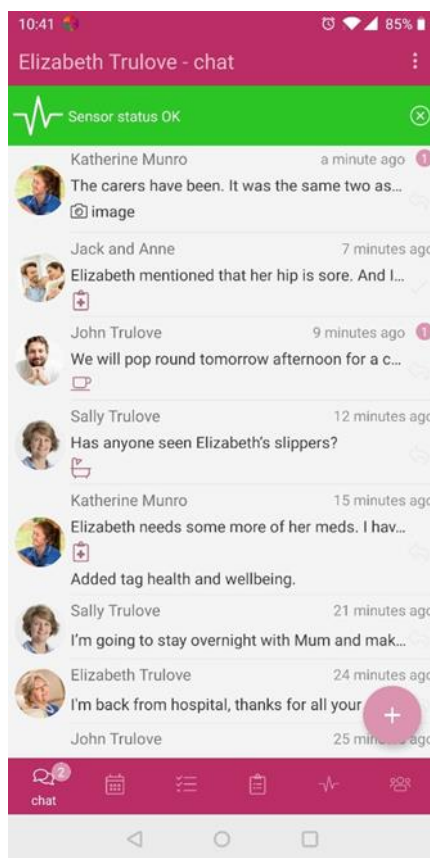 10:41
85%
Elizabeth Trulove - chat
Sensor status OK
Katherine Munro a minute ago 1
The carers have been. It was the same two as...
image
Jack and Anne 7 minutes ago
Elizabeth mentioned that her hip is sore. And I...
John Trulove 9 minutes ago 1
We will pop round tomorrow afternoon for a c...
Sally Trulove 12 minutes ago
Has anyone seen Elizabeth's slippers?
Katherine Munro 15 minutes ago
Elizabeth needs some more of her meds. I hav...
Added tag health and wellbeing.
Sally Trulove 21 minutes ago
I'm going to stay overnight with Mum and mak...
Elizabeth Trulove 24 minutes ago
I'm back from hospital, thanks for all your
John Trulove 25 ago
2
chat